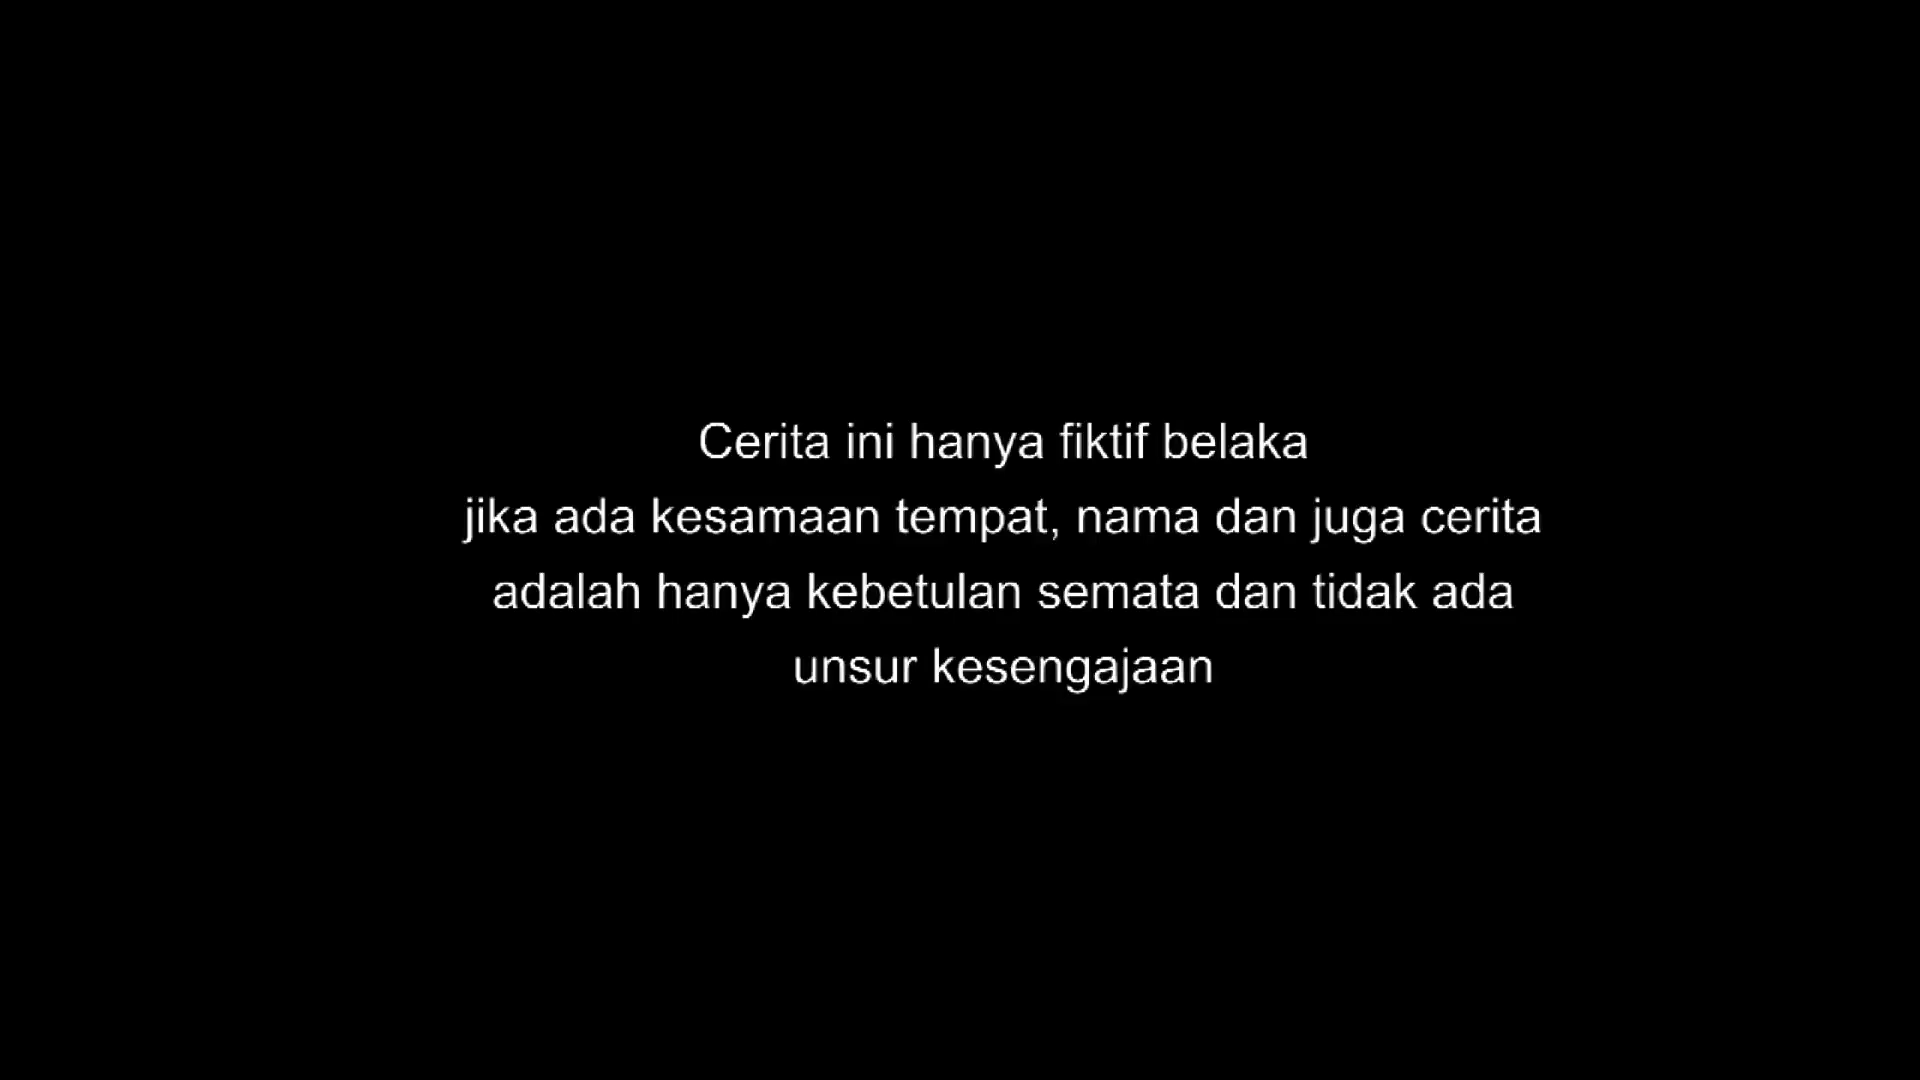 Cerita ini hanya fiktif belaka
jika ada kesamaan tempat, nama dan juga cerita
adalah hanya kebetulan semata dan tidak ada
unsur kesengajaan